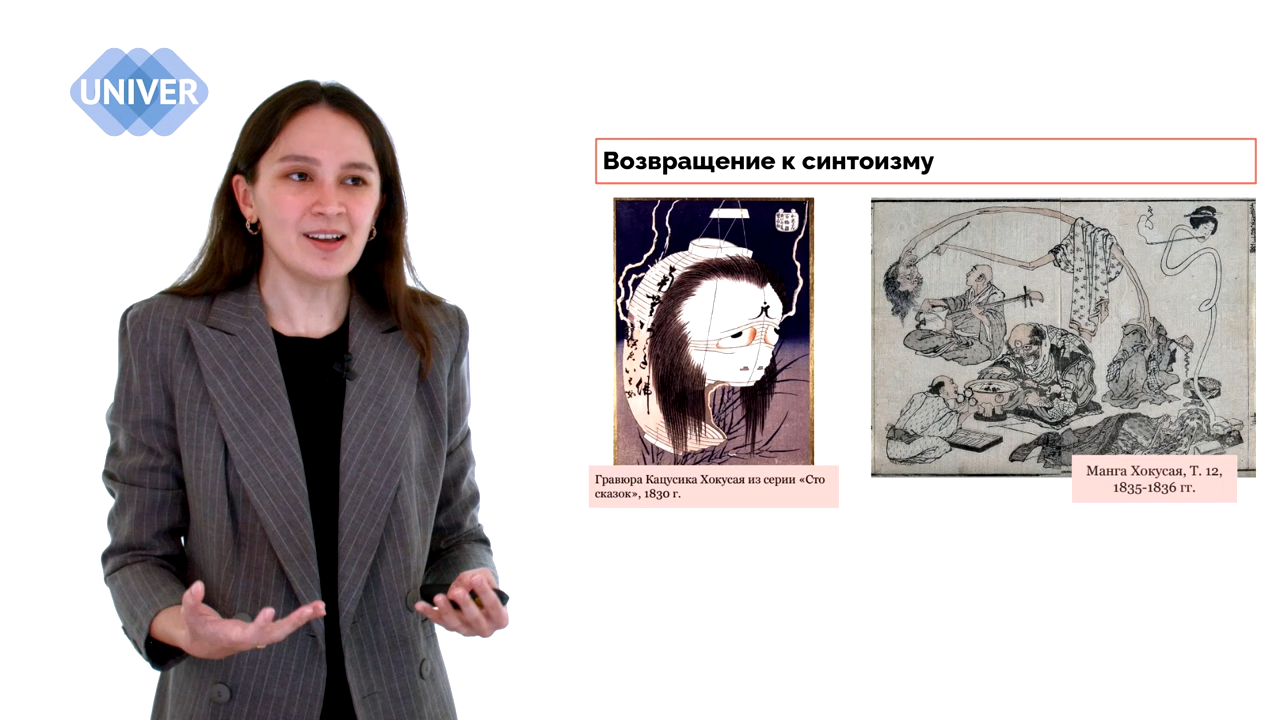 UNIVER
Возвращение к синтоизму
Гравюра Кацусика Хокусая из серии «Сто
сказок», 1830 г.
Манга Хокусая, Т. 12,
1835-1836 гг.